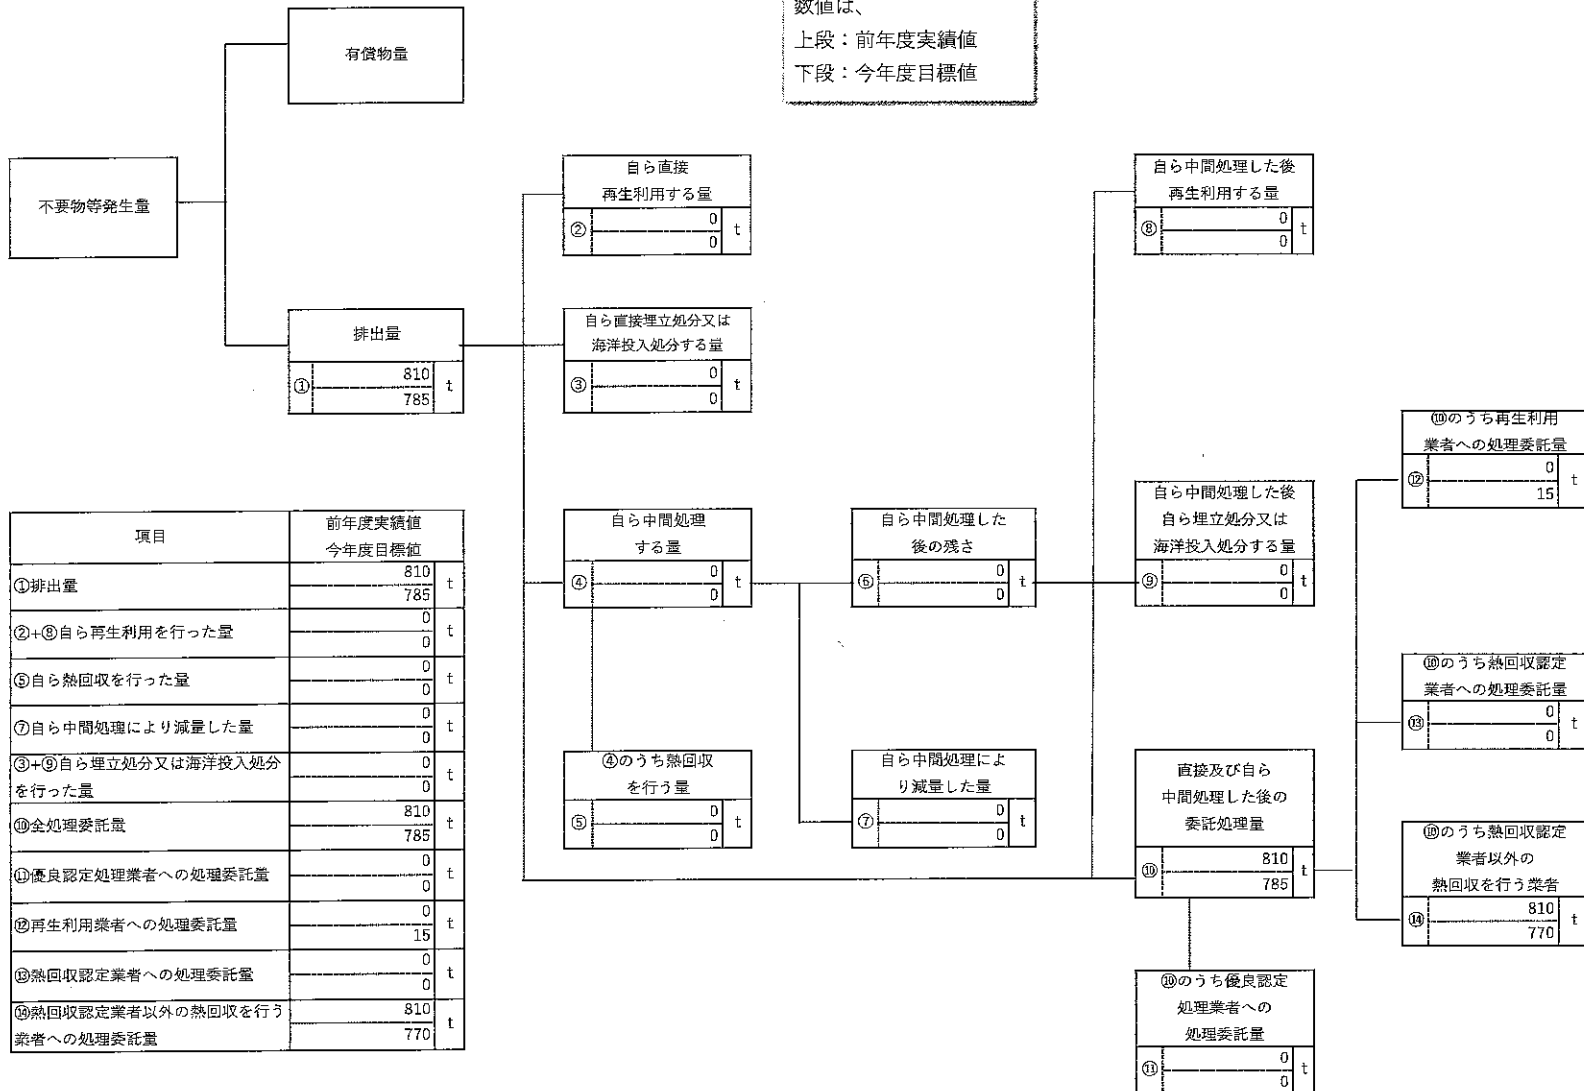 数値は、
上段：前年度実績値
下段：今年度目標値
有償物量
不要物等発生量
排出量
①
810
785
t
自ら直接
再生利用する量
②
0
0
t
自ら直接埋立処分又は
海洋投入処分する量
③
0
0
t
自ら中間処理
する量
④
0
0
t
④のうち熱回収
を行う量
⑤
0
0
t
自ら中間処理した
後の残さ
⑥
0
0
t
自ら中間処理によ
り減量した量
⑦
0
0
t
自ら中間処理した後
再生利用する量
⑧
0
0
t
自ら中間処理した後
自ら埋立処分又は
海洋投入処分する量
⑨
0
0
t
直接及び自ら
中間処理した後の
委託処理量
⑩
810
785
t
⑩のうち優良認定
処理業者への
処理委託量
⑪
0
0
t
⑩のうち再生利用
業者への処理委託量
⑫
0
15
t
⑩のうち熱回収認定
業者への処理委託量
⑬
0
0
t
⑩のうち熱回収認定
業者以外の
熱回収を行う業者
⑭
810
770
t
項目
前年度実績値
今年度目標値
①排出量
810
785
t
②+⑧自ら再生利用を行った量
0
0
t
⑤自ら熱回収を行った量
0
0
t
⑦自ら中間処理により減量した量
0
0
t
③+⑨自ら埋立処分又は海洋投入処分
を行った量
0
0
t
⑩全処理委託量
810
785
t
⑪優良認定処理業者への処理委託量
0
0
t
⑫再生利用業者への処理委託量
0
15
t
⑬熱回収認定業者への処理委託量
0
0
t
⑭熱回収認定業者以外の熱回収を行う
業者への処理委託量
810
770
t